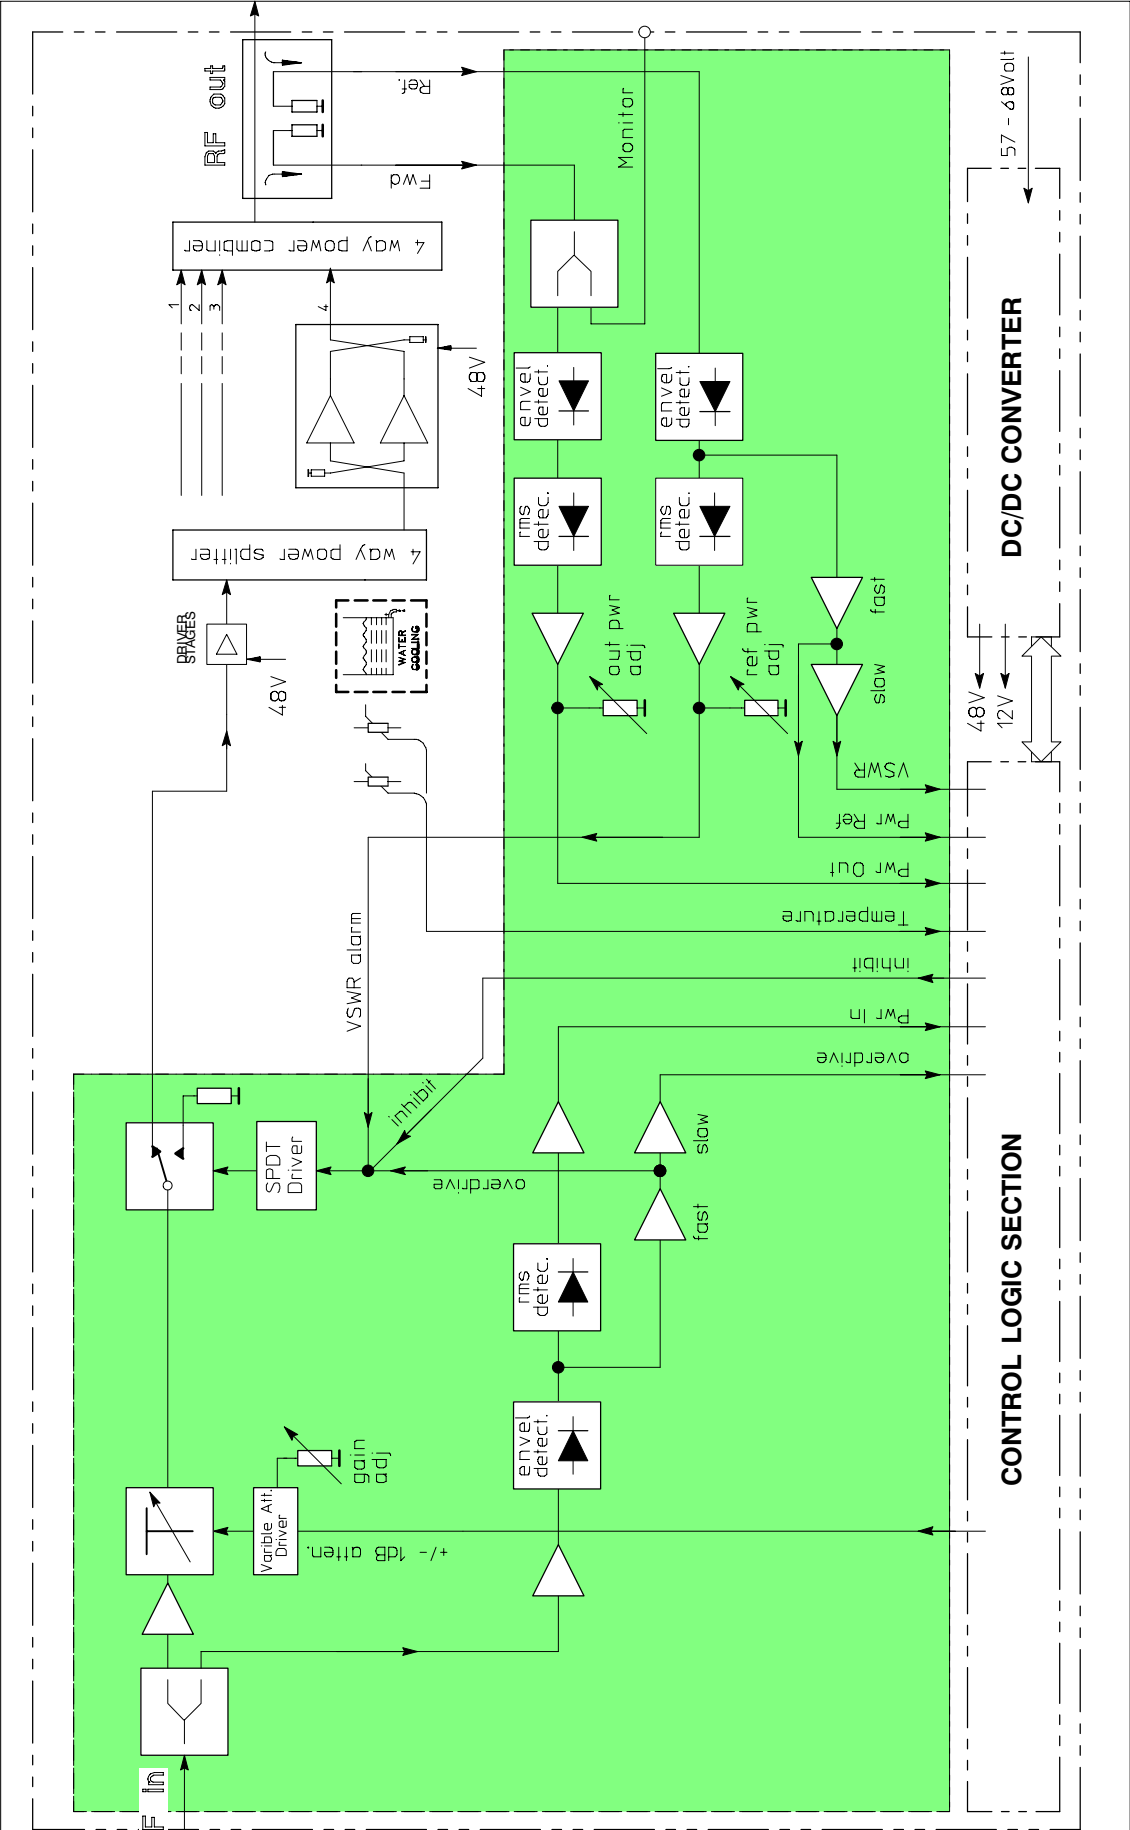 RF out
Ref.
Fwd
Monitor
57 - 68Volt
4 way power combiner
1
2
3
4
48V
envel
detect.
envel
detect.
DC/DC CONVERTER
rms
detec.
rms
detec.
4 way power splitter
DRIVER
STAGES
48V
WATER
COOLING
out pwr
adj
ref pwr
adj
fast
slow
48V
12V
VSWR
Pwr Ref
Pwr Out
Temperature
inhibit
Pwr In
overdrive
VSWR alarm
inhibit
SPDT
Driver
overdrive
slow
fast
rms
detec.
CONTROL LOGIC SECTION
envel
detect.
gain
adj
Varible Att.
Driver
+/- 1dB atten.
F in